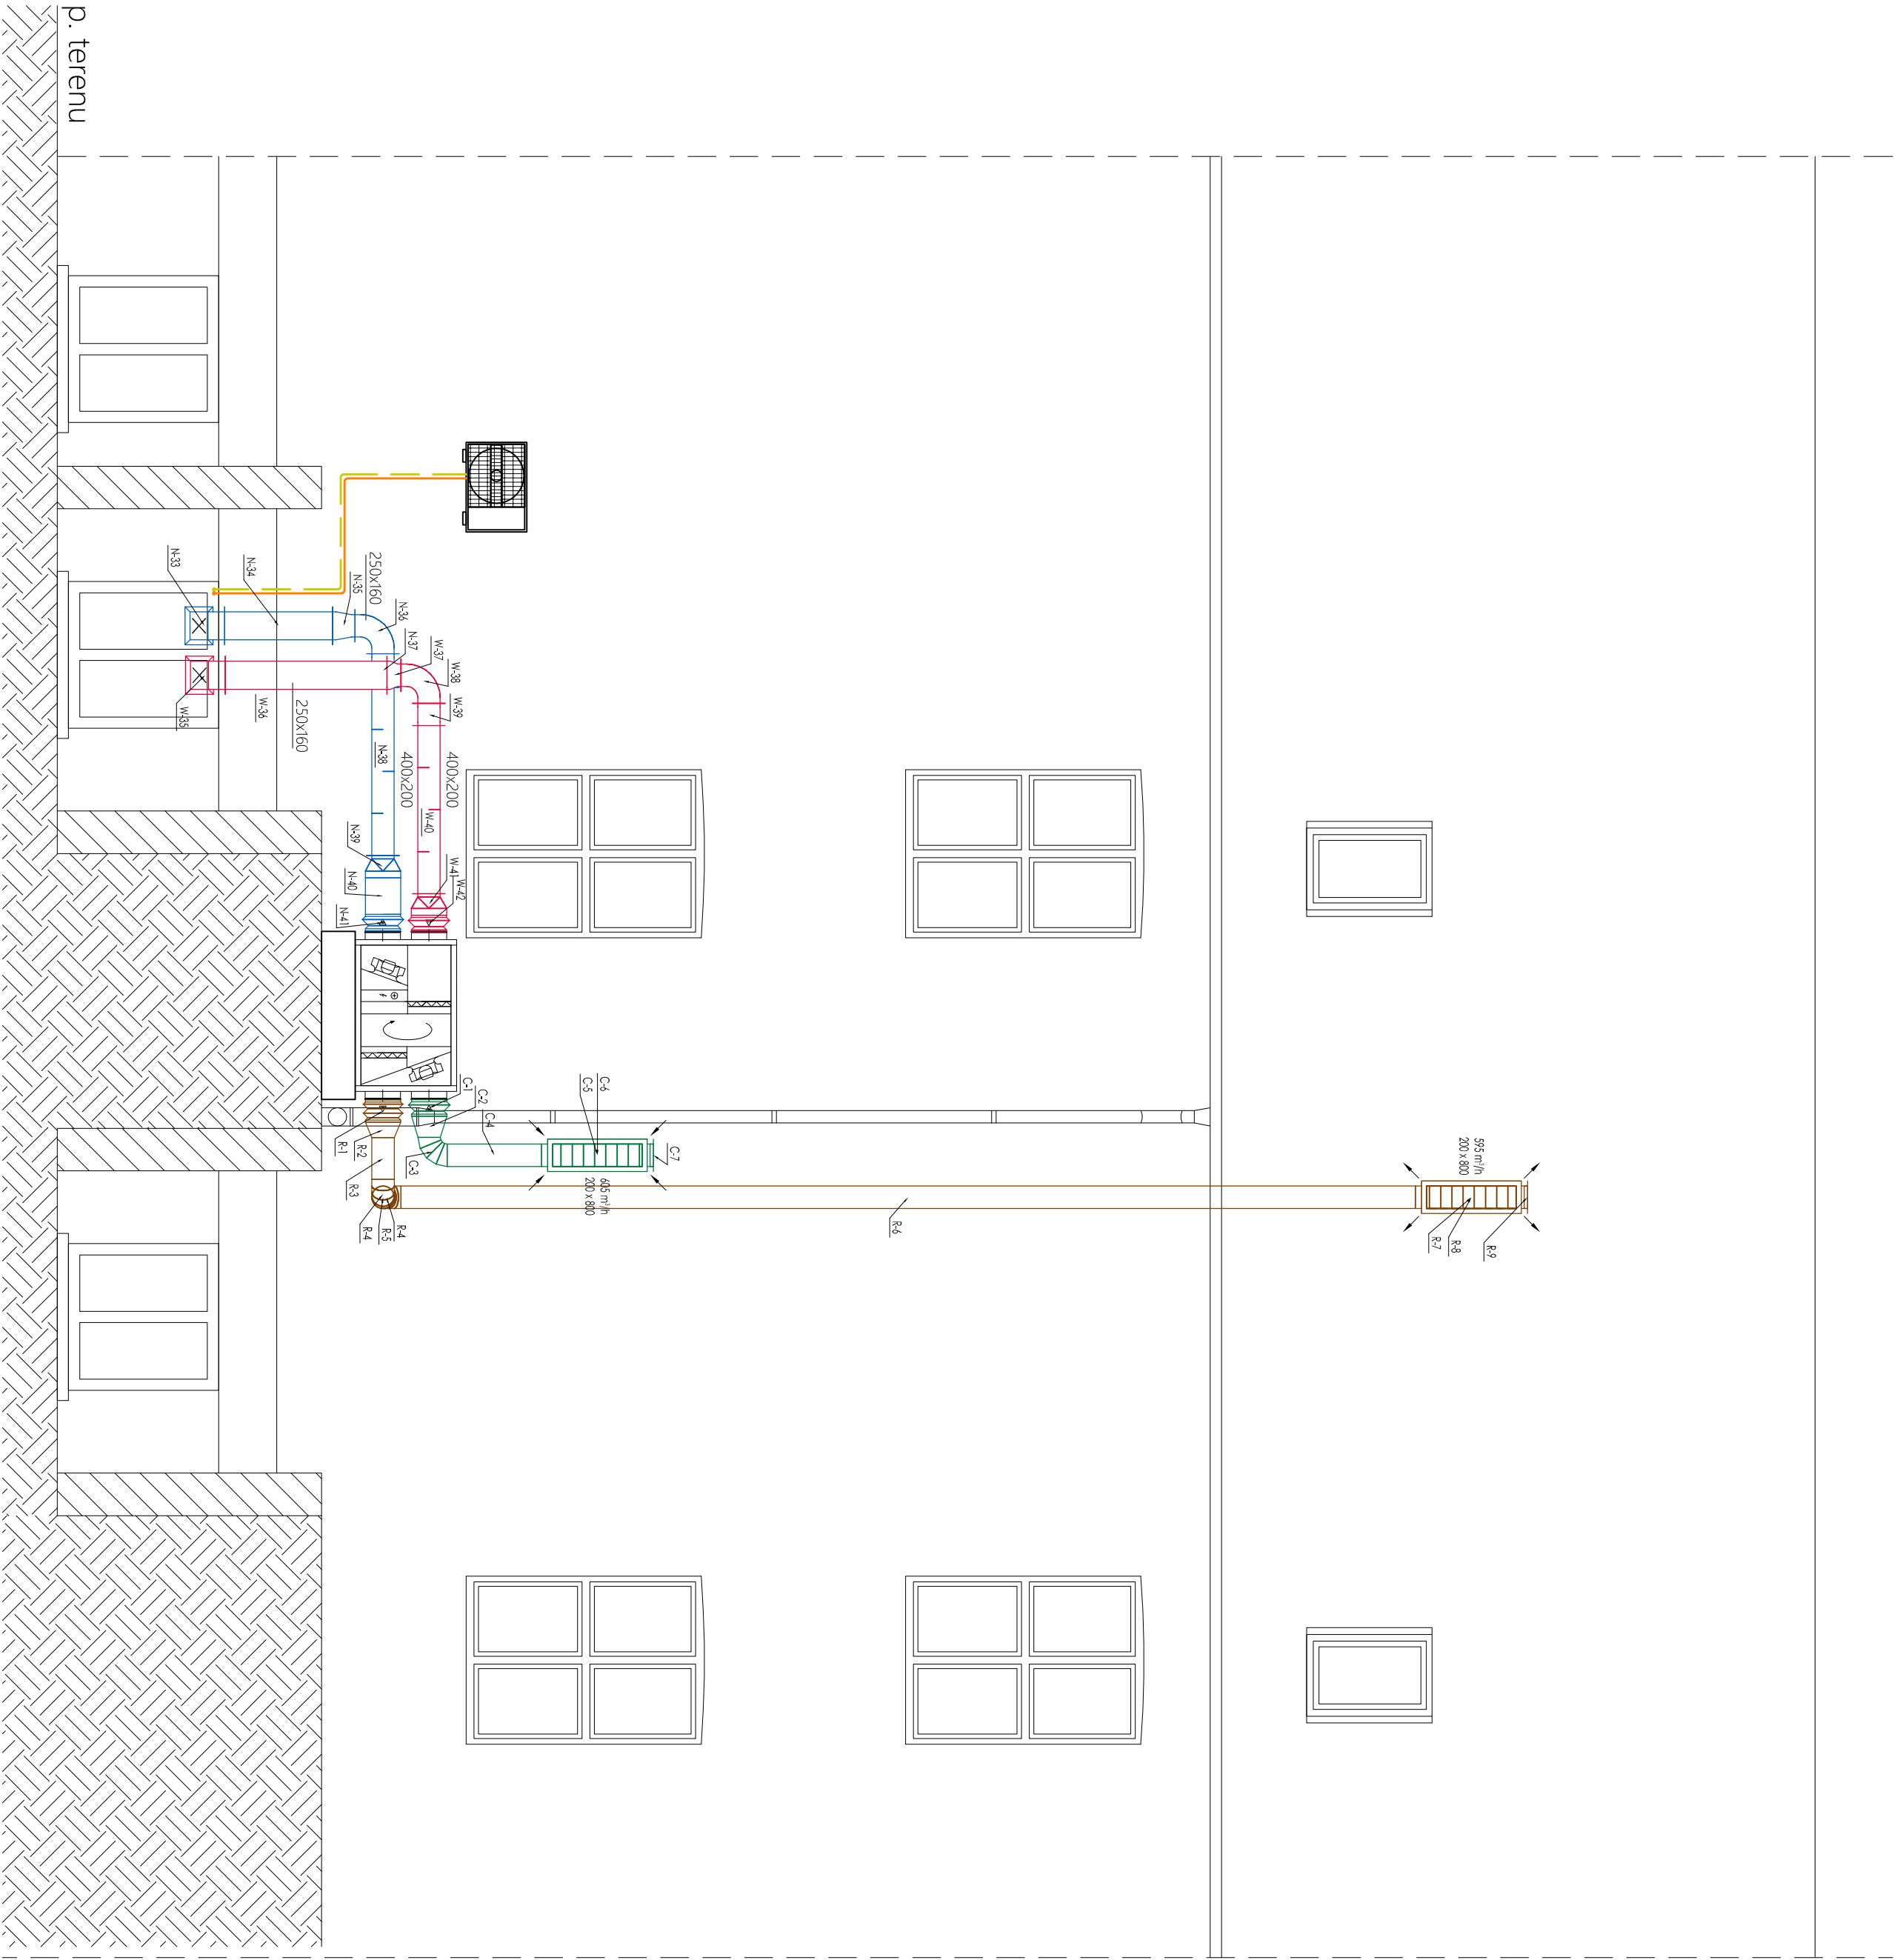 p. terenu
N-33
N-34
N-35
250x160
N-36
N-37
W-37
W-38
W-39
W-35
W-36
250x160
N-38
400x200
400x200
W-40
N-39
N-40
N-41
W-41
W-42
C-1
C-2
C-4
C-5
C-6
C-7
C-3
605 m³/h
200 x 800
R-1
R-2
R-3
R-4
R-5
R-4
R-6
595 m³/h
200 x 800
R-7
R-8
R-9